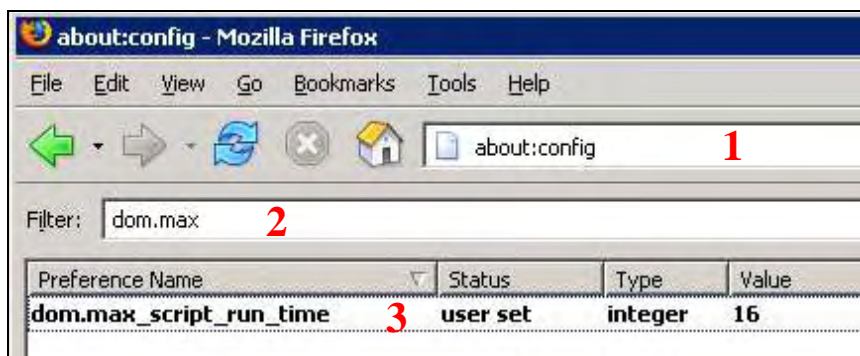 about:config - Mozilla Firefox
File Edit View Go Bookmarks Tools Help
about:config 1
Filter: dom.max 2
Preference Name Status Type Value
dom.max_script_run_time 3 user set integer 16